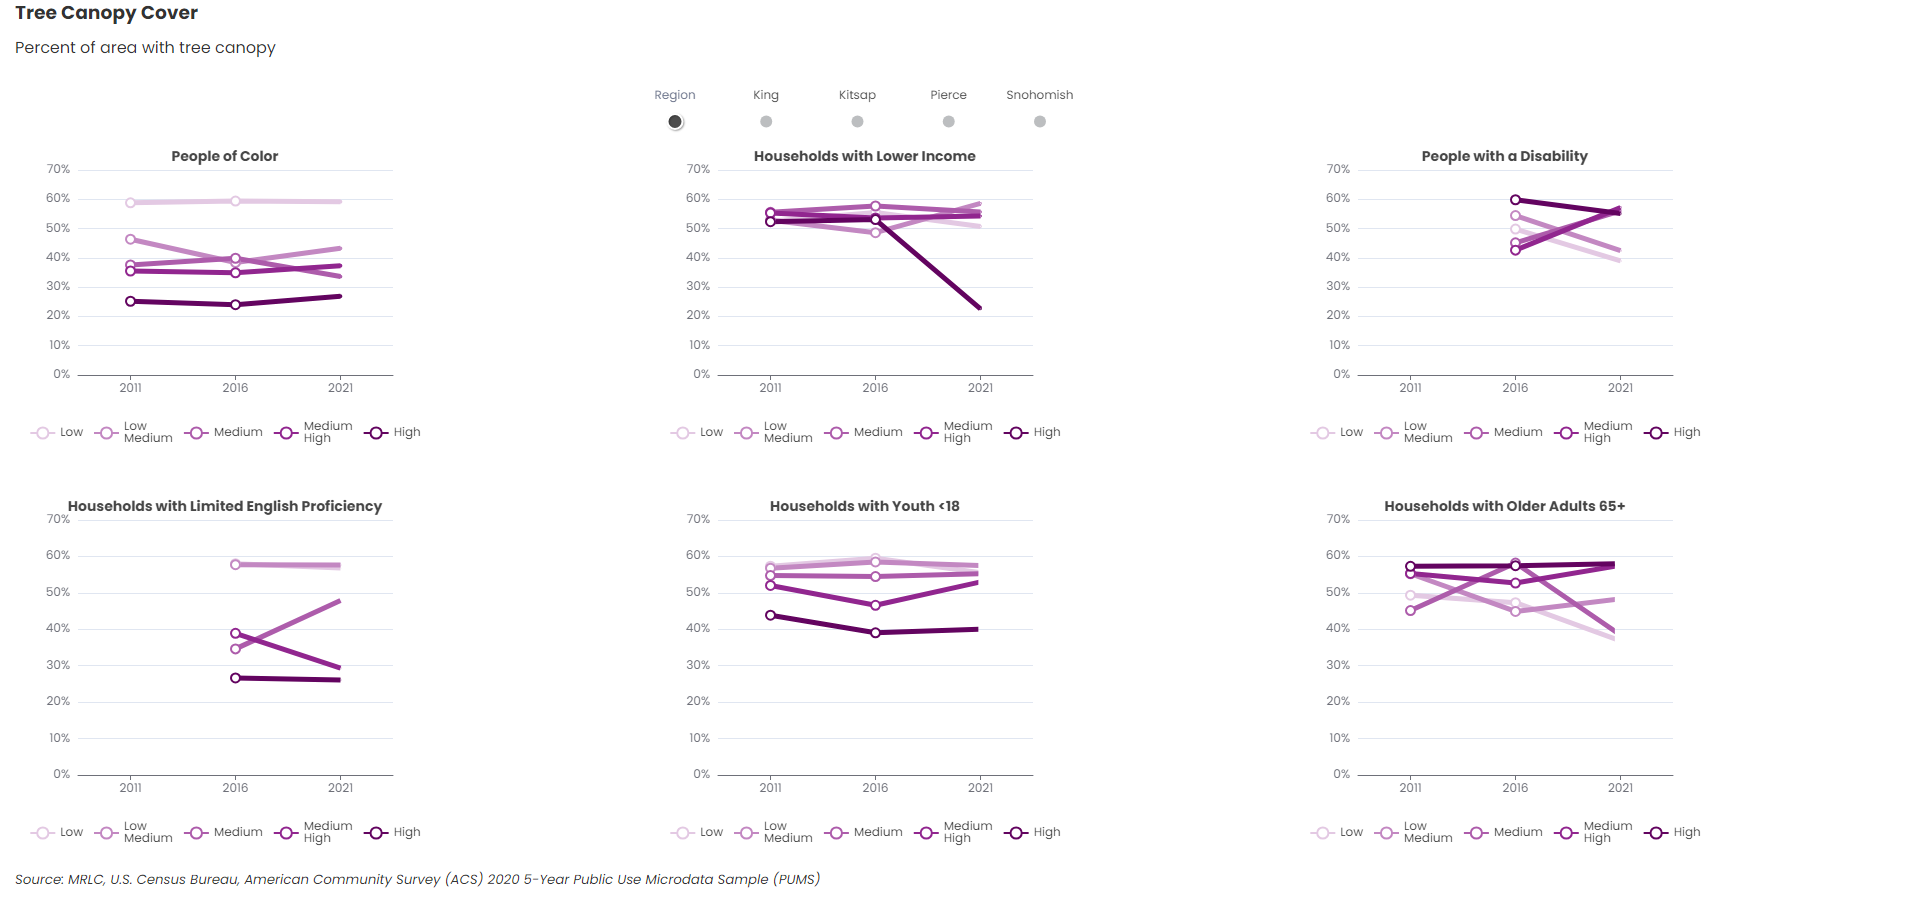 Tree Canopy Cover
Percent of area with tree canopy
Region King Kitsap Pierce Snohomish
People of Color
70%
60%
50%
40%
30%
20%
10%
0%
2011 2016 2021
Low Low Medium Medium Medium High High
Households with Lower Income
70%
60%
50%
40%
30%
20%
10%
0%
2011 2016 2021
Low Low Medium Medium Medium High High
People with a Disability
70%
60%
50%
40%
30%
20%
10%
0%
2011 2016 2021
Low Low Medium Medium Medium High High
Households with Limited English Proficiency
70%
60%
50%
40%
30%
20%
10%
0%
2011 2016 2021
Low Low Medium Medium Medium High High
Households with Youth <18
70%
60%
50%
40%
30%
20%
10%
0%
2011 2016 2021
Low Low Medium Medium Medium High High
Households with Older Adults 65+
70%
60%
50%
40%
30%
20%
10%
0%
2011 2016 2021
Low Low Medium Medium Medium High High
Source: MRLC, U.S. Census Bureau, American Community Survey (ACS) 2020 5-Year Public Use Microdata Sample (PUMS)